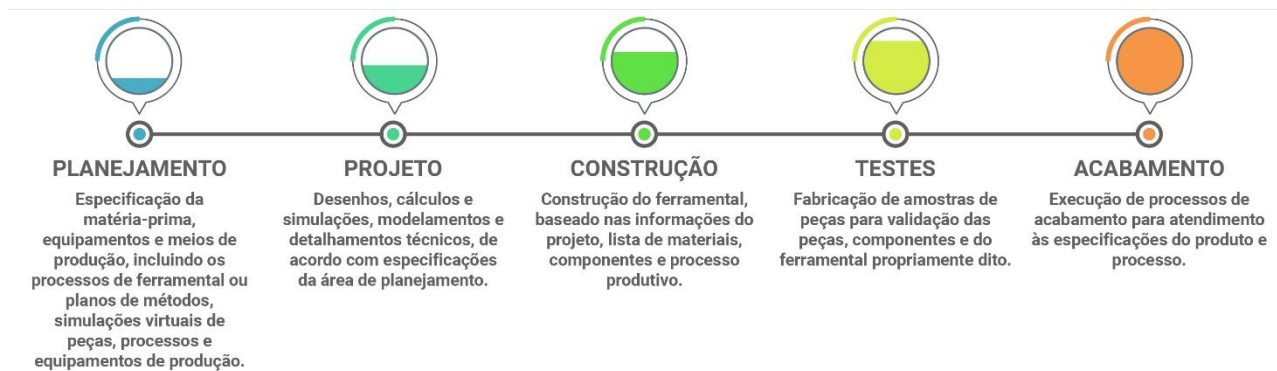 PLANEJAMENTO
Especificação da
matéria-prima,
equipamentos e meios de
produção, incluindo os
processos de ferramental ou
planos de métodos,
simulações virtuais de
peças, processos e
equipamentos de produção.
PROJETO
Desenhos, cálculos e
simulações, modelamentos e
detalhamentos técnicos, de
acordo com especificações
da área de planejamento.
CONSTRUÇÃO
Construção do ferramental,
baseado nas informações do
projeto, lista de materiais,
componentes e processo
produtivo.
TESTES
Fabricação de amostras de
peças para validação das
peças, componentes e do
ferramental propriamente dito.
ACABAMENTO
Execução de processos de
acabamento para atendimento
às especificações do produto e
processo.